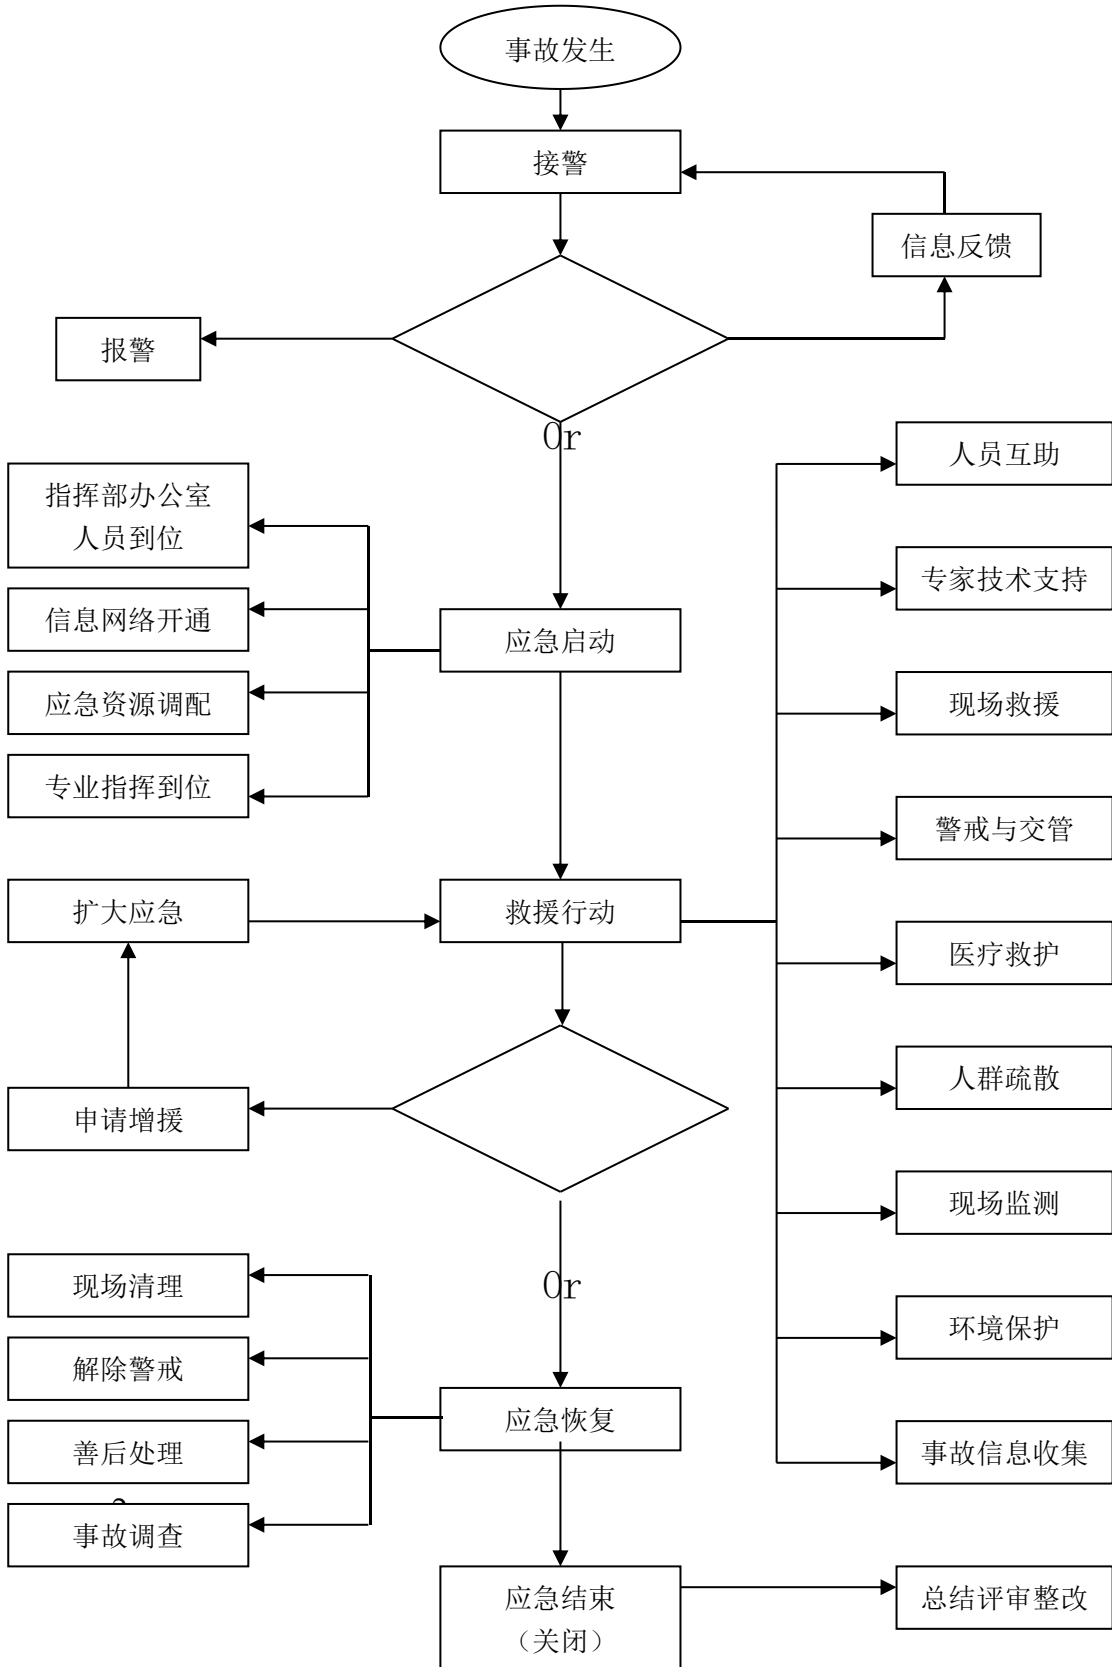 事故发生
接警
信息反馈
报警
0r
人员互助
指挥部办公室
人员到位
专家技术支持
信息网络开通
应急启动
现场救援
应急资源调配
专业指挥到位
警戒与交管
扩大应急
救援行动
医疗救护
人群疏散
申请增援
现场监测
现场清理
0r
环境保护
解除警戒
应急恢复
善后处理
事故信息收集
事故调查
应急结束
（关闭）
总结评审整改